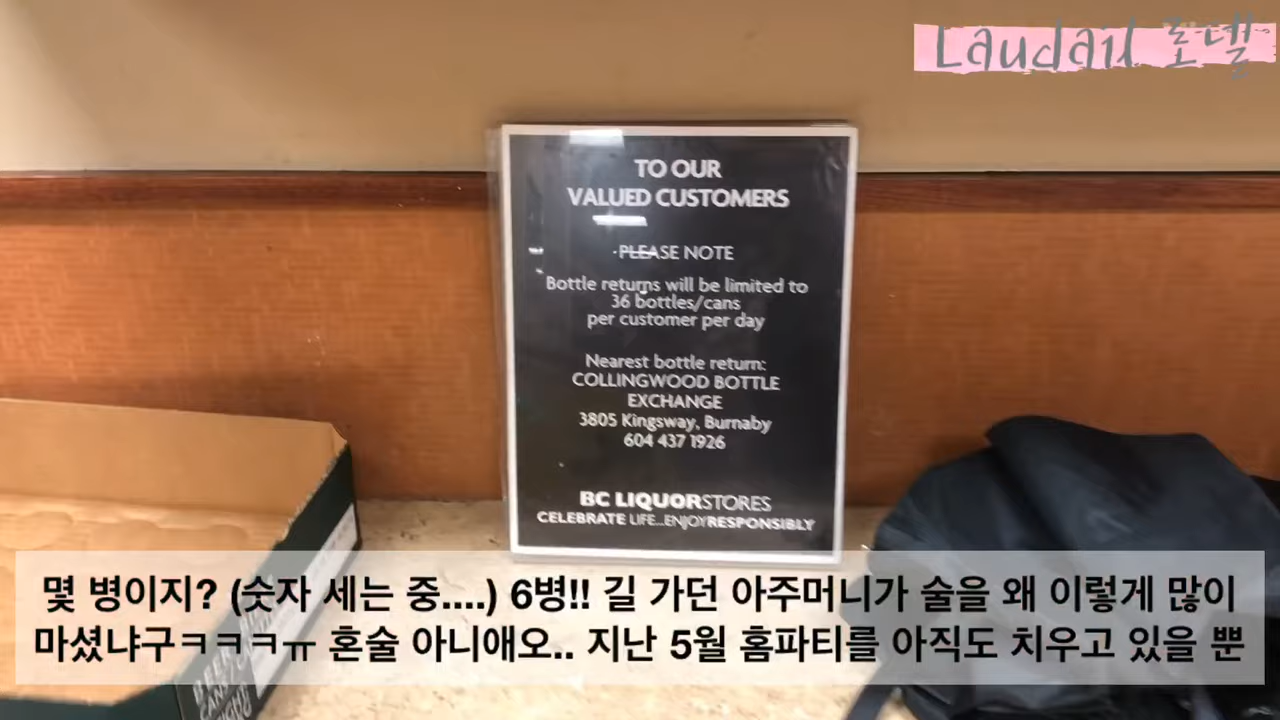 Laudail 로델
TO OUR
VALUED CUSTOMERS
PLEASE NOTE
Bottle returns will be limited to
36 bottles/cans
per customer per day
Nearest bottle return:
COLLINGWOOD BOTTLE
EXCHANGE
3805 Kingsway, Burnaby
604 437 1926
BC LIQUORSTORES
CELEBRATE LIFE...ENJOYRESPONSIBLY
몇 병이지? (숫자 세는 중....) 6병!! 길 가던 아주머니가 술을 왜 이렇게 많이
마셨냐구ㅋㅋㅋㅠ 혼술 아니애오.. 지난 5월 홈파티를 아직도 치우고 있을 뿐